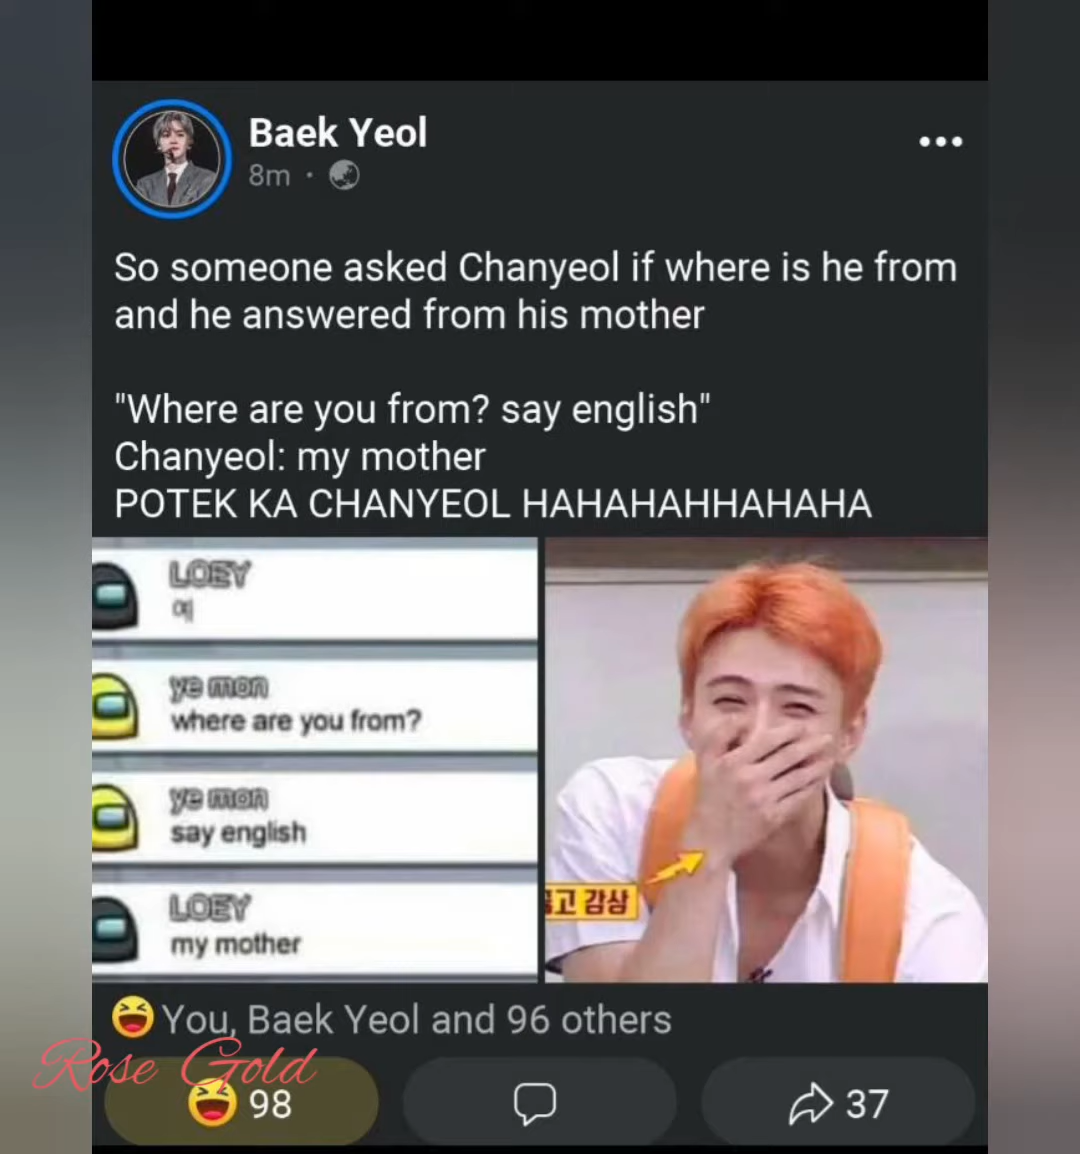 Baek Yeol
8m ·
So someone asked Chanyeol if where is he from
and he answered from his mother
"Where are you from? say english"
Chanyeol: my mother
POTEK KA CHANYEOL HAHAHAHHAHAHA
LOEY
예
ye mon
where are you from?
ye mon
say english
LOEY
my mother
고 감상
You, Baek Yeol and 96 others
Rose Gold
98
37